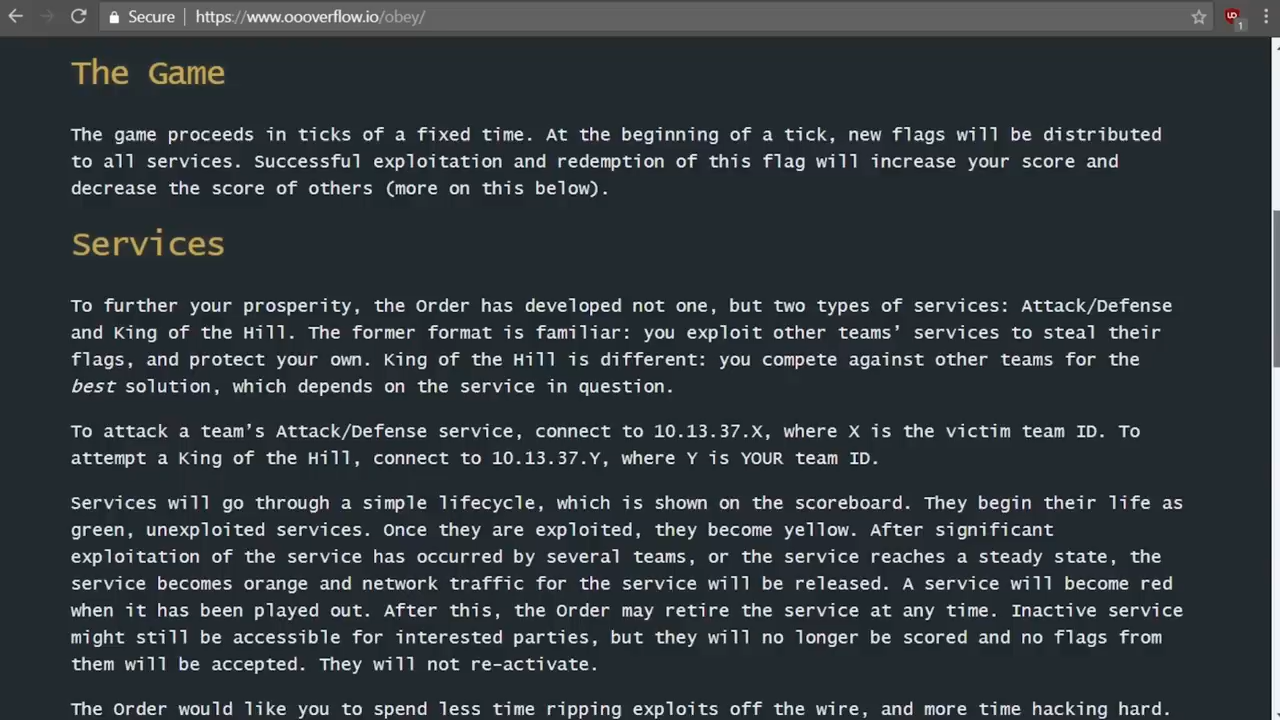 Secure
https://www.oooverflow.io/obey/
1
The Game
The game proceeds in ticks of a fixed time. At the beginning of a tick, new flags will be distributed
to all services. Successful exploitation and redemption of this flag will increase your score and
decrease the score of others (more on this below).
Services
To further your prosperity, the Order has developed not one, but two types of services: Attack/Defense
and King of the Hill. The former format is familiar: you exploit other teams’ services to steal their
flags, and protect your own. King of the Hill is different: you compete against other teams for the
best solution, which depends on the service in question.
To attack a team’s Attack/Defense service, connect to 10.13.37.X, where X is the victim team ID. To
attempt a King of the Hill, connect to 10.13.37.Y, where Y is YOUR team ID.
Services will go through a simple lifecycle, which is shown on the scoreboard. They begin their life as
green, unexploited services. Once they are exploited, they become yellow. After significant
exploitation of the service has occurred by several teams, or the service reaches a steady state, the
service becomes orange and network traffic for the service will be released. A service will become red
when it has been played out. After this, the Order may retire the service at any time. Inactive service
might still be accessible for interested parties, but they will no longer be scored and no flags from
them will be accepted. They will not re-activate.
The Order would like you to spend less time ripping exploits off the wire, and more time hacking hard.